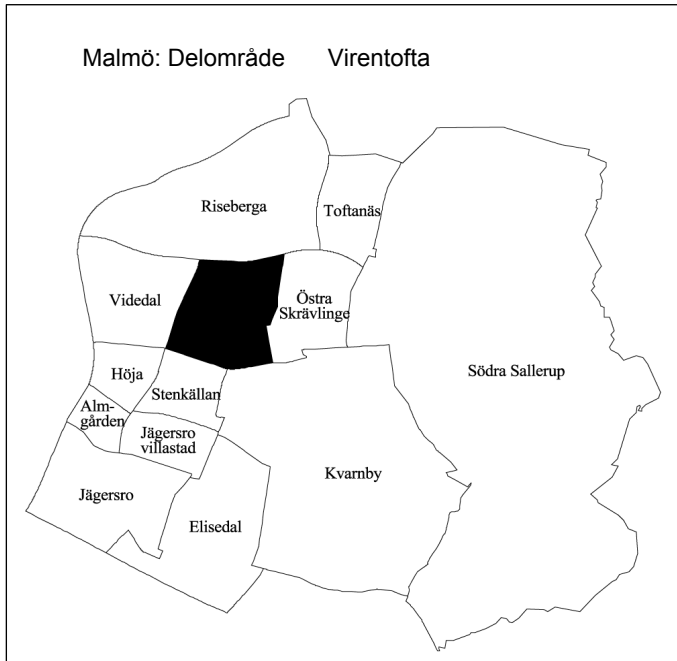 Malmö: Delområde Virentofta
Riseberga
Toftanäs
Videdal
Östra
Skrävlinge
Södra Sallerup
Höja
Stenkällan
Alm-
gården
Jägersro
villastad
Kvarnby
Jägersro
Elisedal